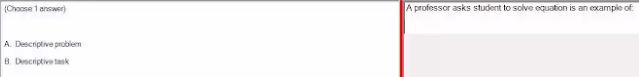 (Choose 1 answer)
A professor asks student to solve equation is an example of:
A. Descriptive problem
B. Descriptive task